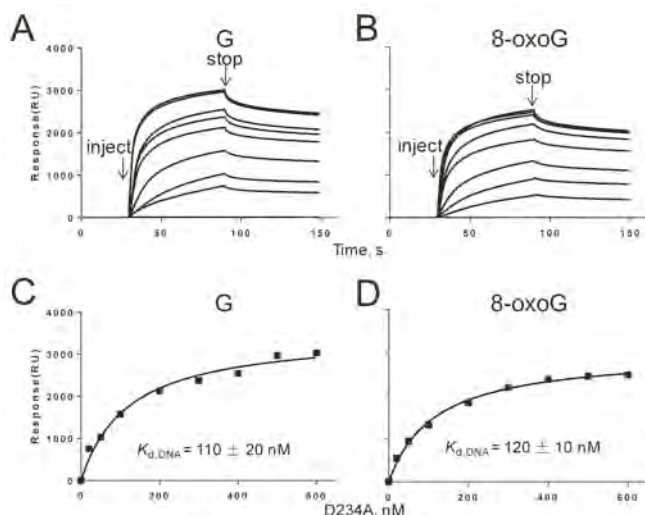 A
G
B
8-oxoG
stop
stop
inject
inject
Response(RU)
4000
3000
2000
1000
0
0
50
100
150
0
50
100
150
Time, s
C
G
D
8-oxoG
Response(RU)
4000
3000
2000
1000
0
K d,DNA = 110 ± 20 nM
K d,DNA = 120 ± 10 nM
0
200
400
600
0
200
400
600
D234A, nM